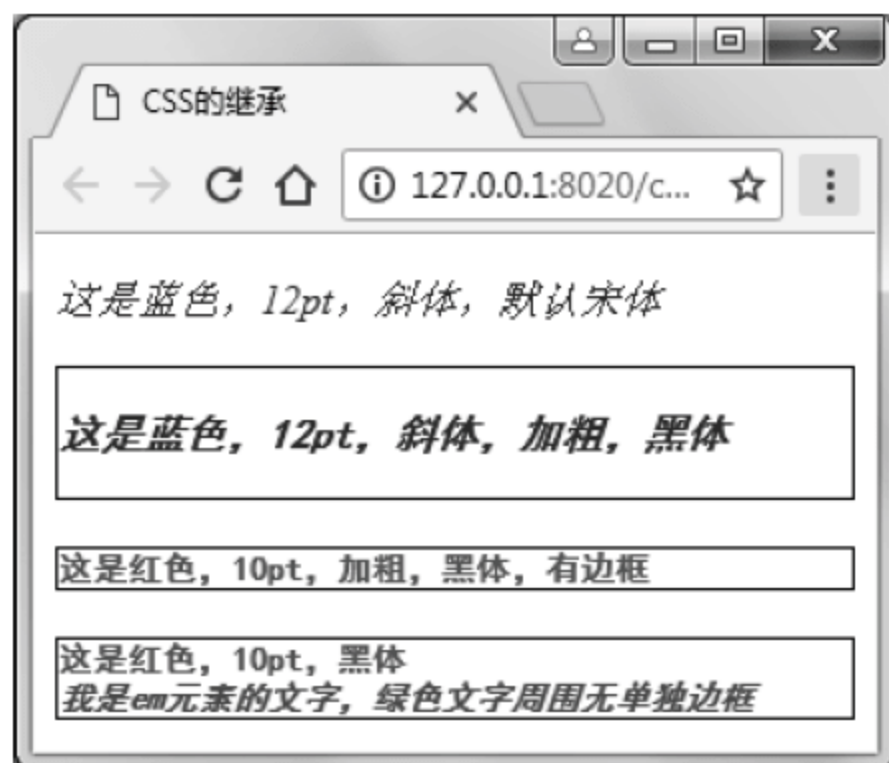 CSS的继承
127.0.0.1:8020/c...
这是蓝色，12pt，斜体，默认宋体
这是蓝色，12pt，斜体，加粗，黑体
这是红色，10pt，加粗，黑体，有边框
这是红色，10pt，黑体
我是em元素的文字，绿色文字周围无单独边框